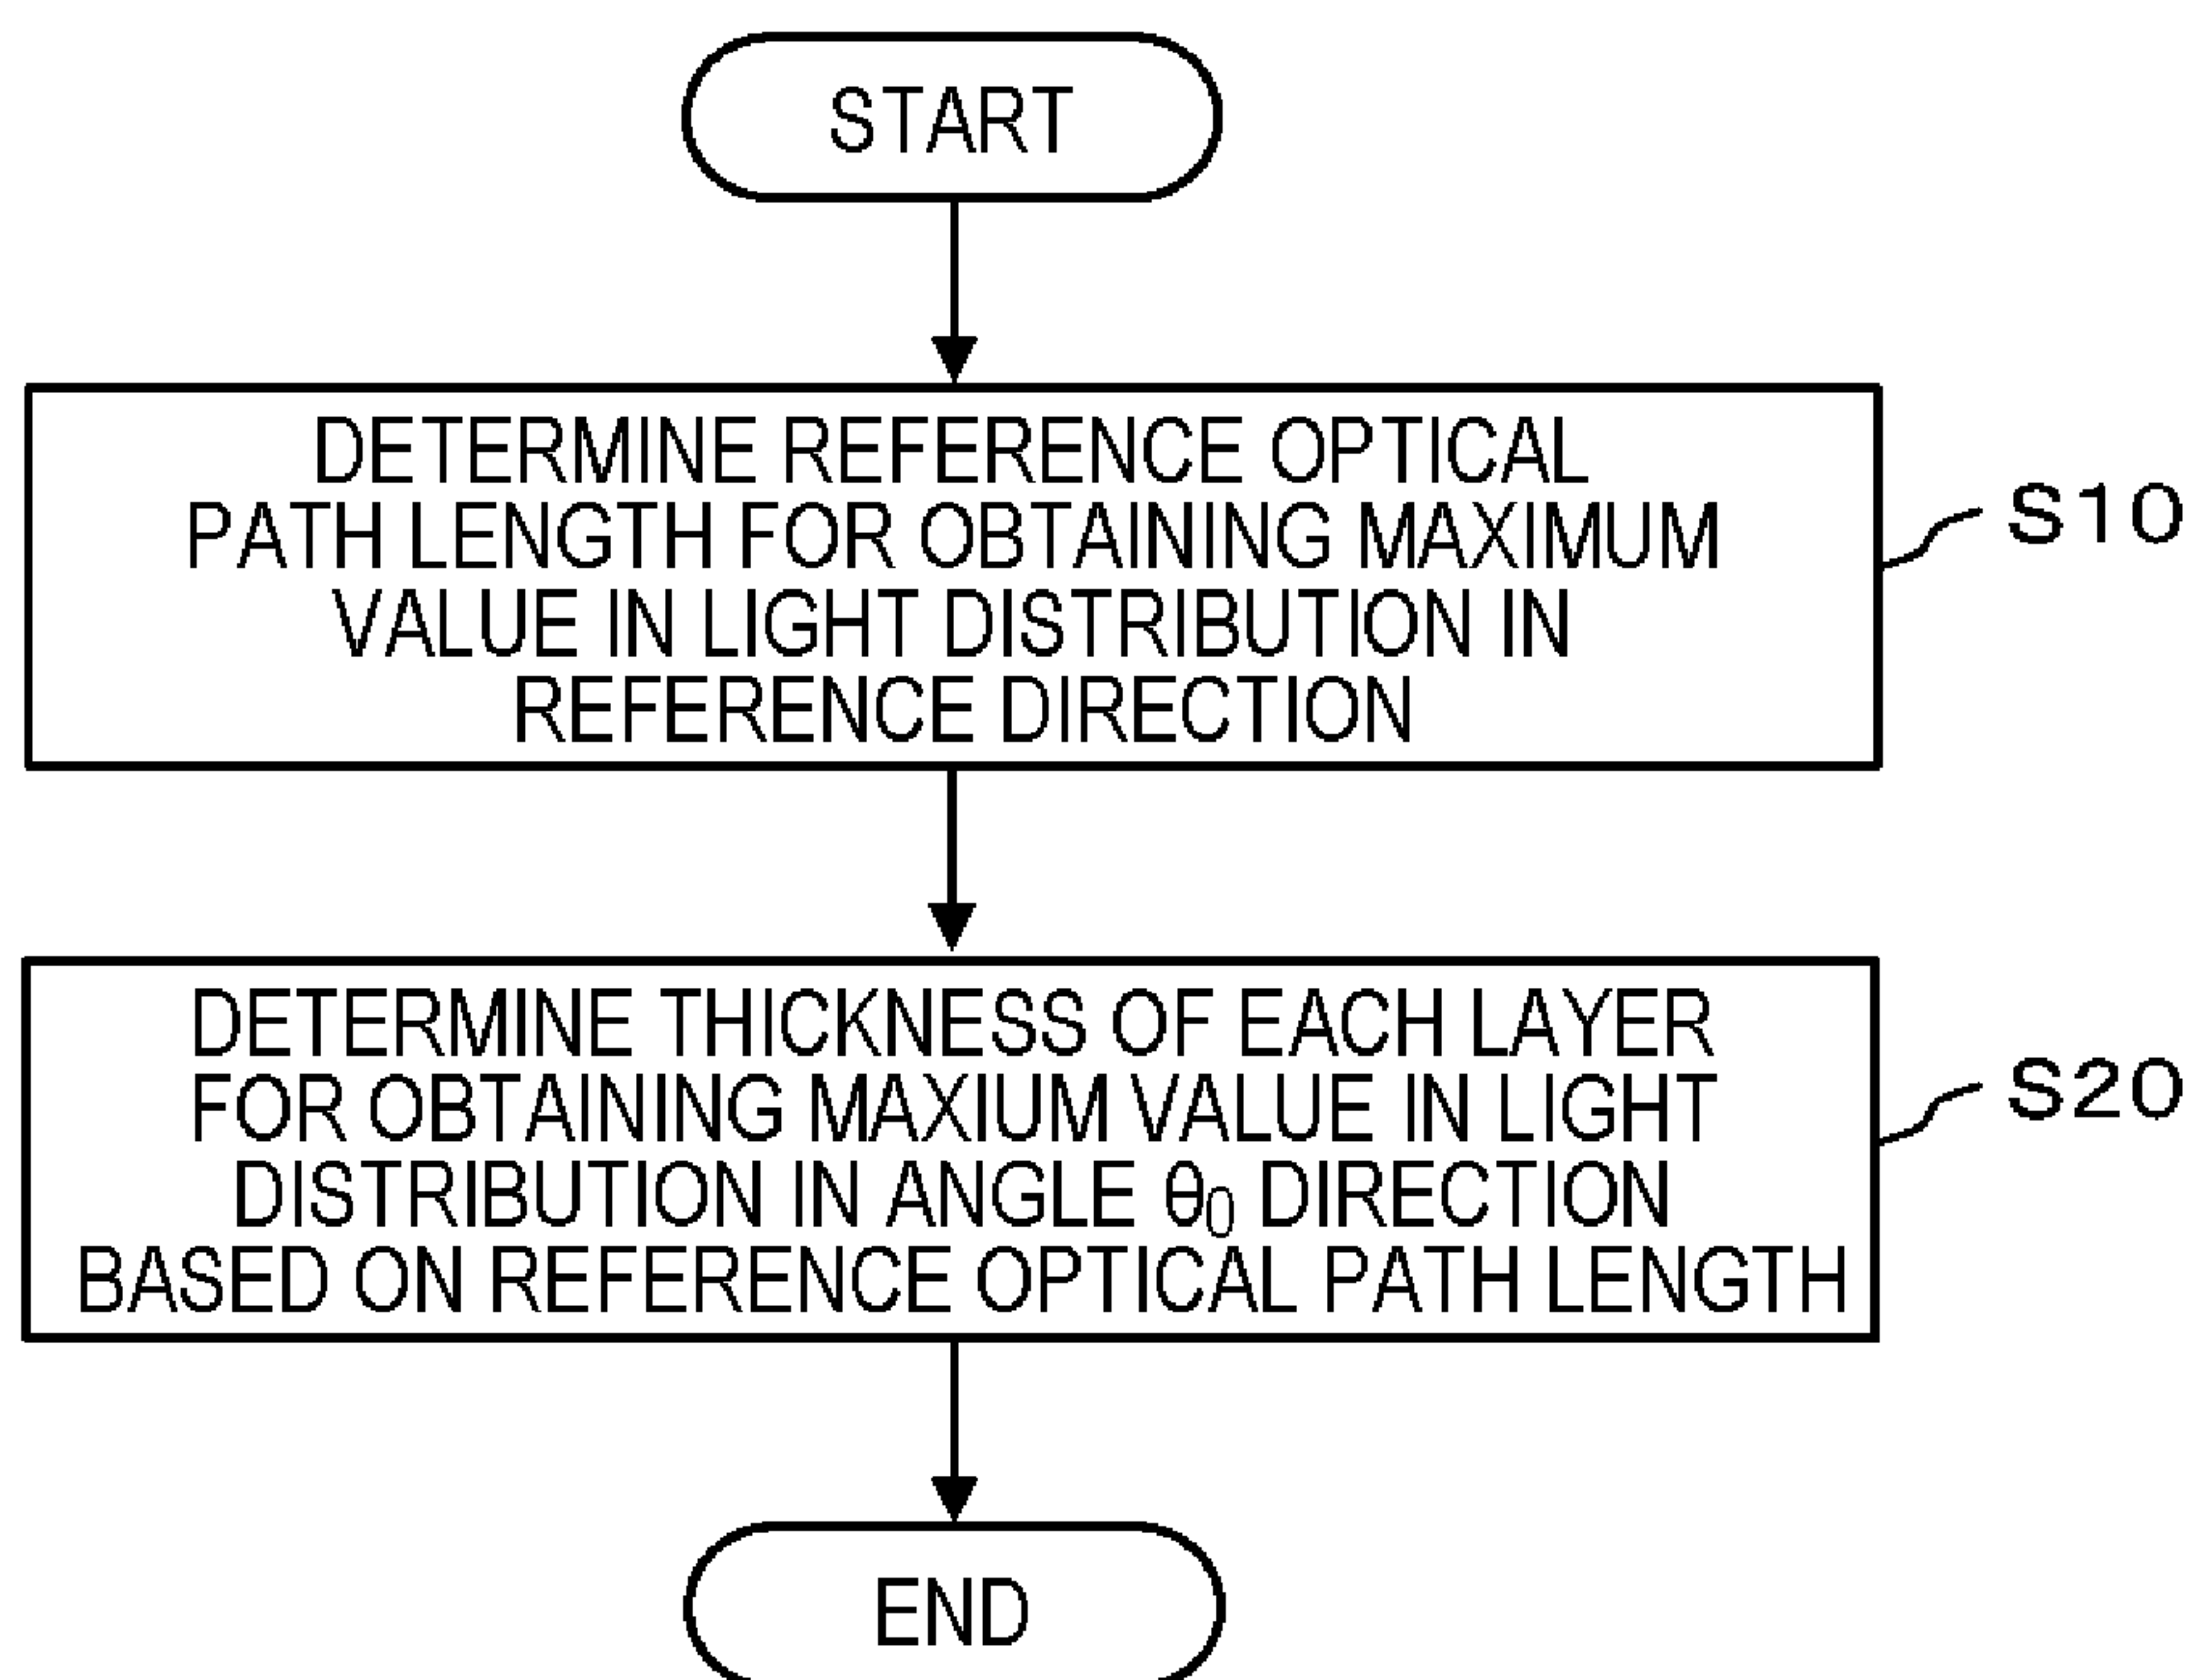 START
DETERMINE REFERENCE OPTICAL
PATH LENGTH FOR OBTAINING MAXIMUM
VALUE IN LIGHT DISTRIBUTION IN
REFERENCE DIRECTION
S10
DETERMINE THICKNESS OF EACH LAYER
FOR OBTAINING MAXIUM VALUE IN LIGHT
DISTRIBUTION IN ANGLE θ₀ DIRECTION
BASED ON REFERENCE OPTICAL PATH LENGTH
S20
END